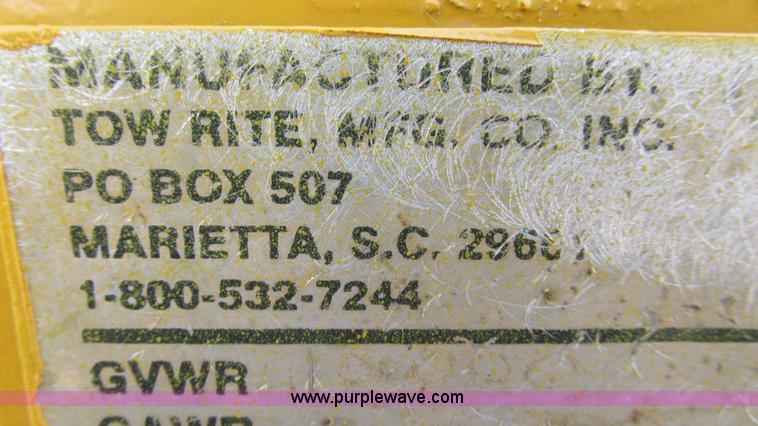 MANUFACTURED BY:
TOW RITE, MFG. CO. INC.
PO BOX 507
MARIETTA, S.C.
1-800-532-7244
GVWR
www.purplewave.com
GAWR